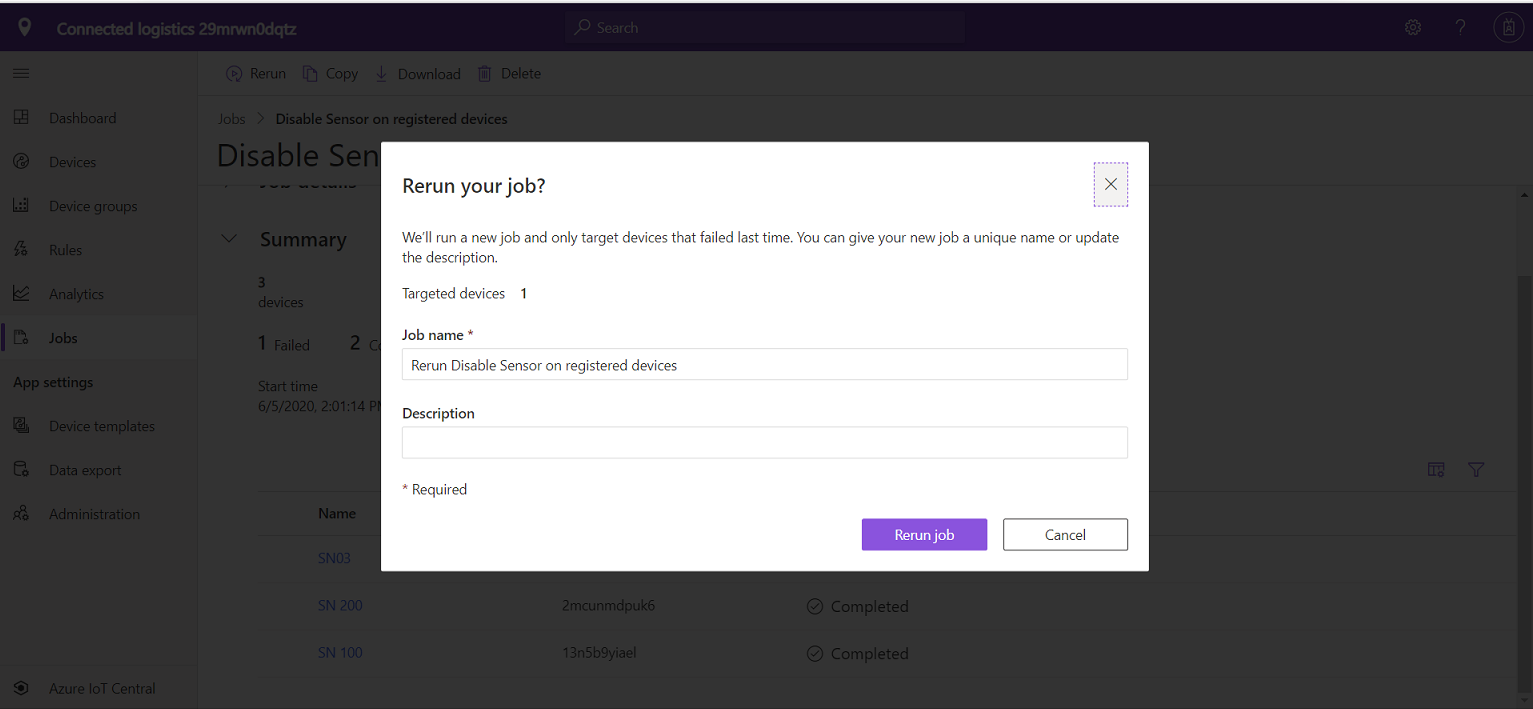 Connected logistics 29mrwn0dqtz
Search
Rerun Copy Download Delete
Dashboard
Devices
Device groups
Rules
Analytics
Jobs
App settings
Device templates
Data export
Administration
Azure IoT Central
Jobs > Disable Sensor on registered devices
Disable Sen
Job details
Summary
3
devices
1 Failed 2
Start time
6/5/2020, 2:01:14
Name
SN03
SN 200 2mcunmdpuk6 Completed
SN 100 13n5b9yiael Completed
Rerun your job?
We'll run a new job and only target devices that failed last time. You can give your new job a unique name or update
the description.
Targeted devices 1
Job name *
Rerun Disable Sensor on registered devices
Description
* Required
Rerun job Cancel